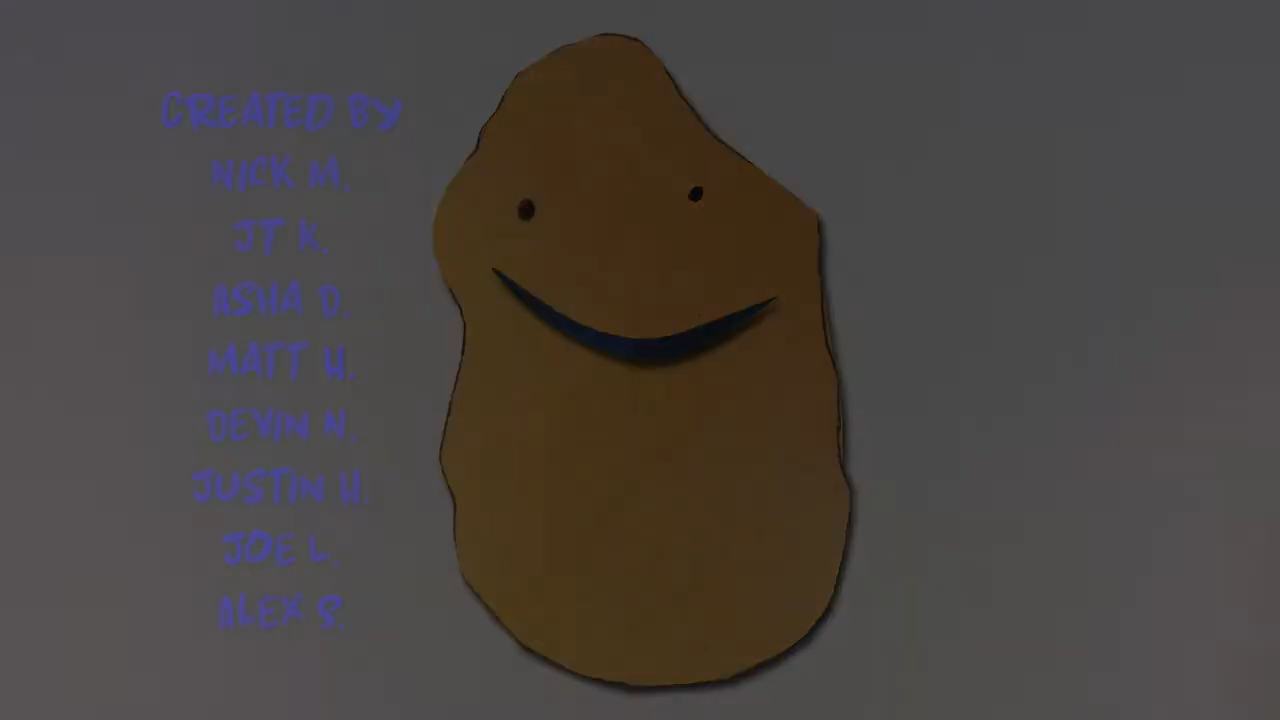 CREATED BY
NICK M.
JT K.
ASHA D.
MATT H.
DEVIN N.
JUSTIN H.
JOE L.
ALEX S.